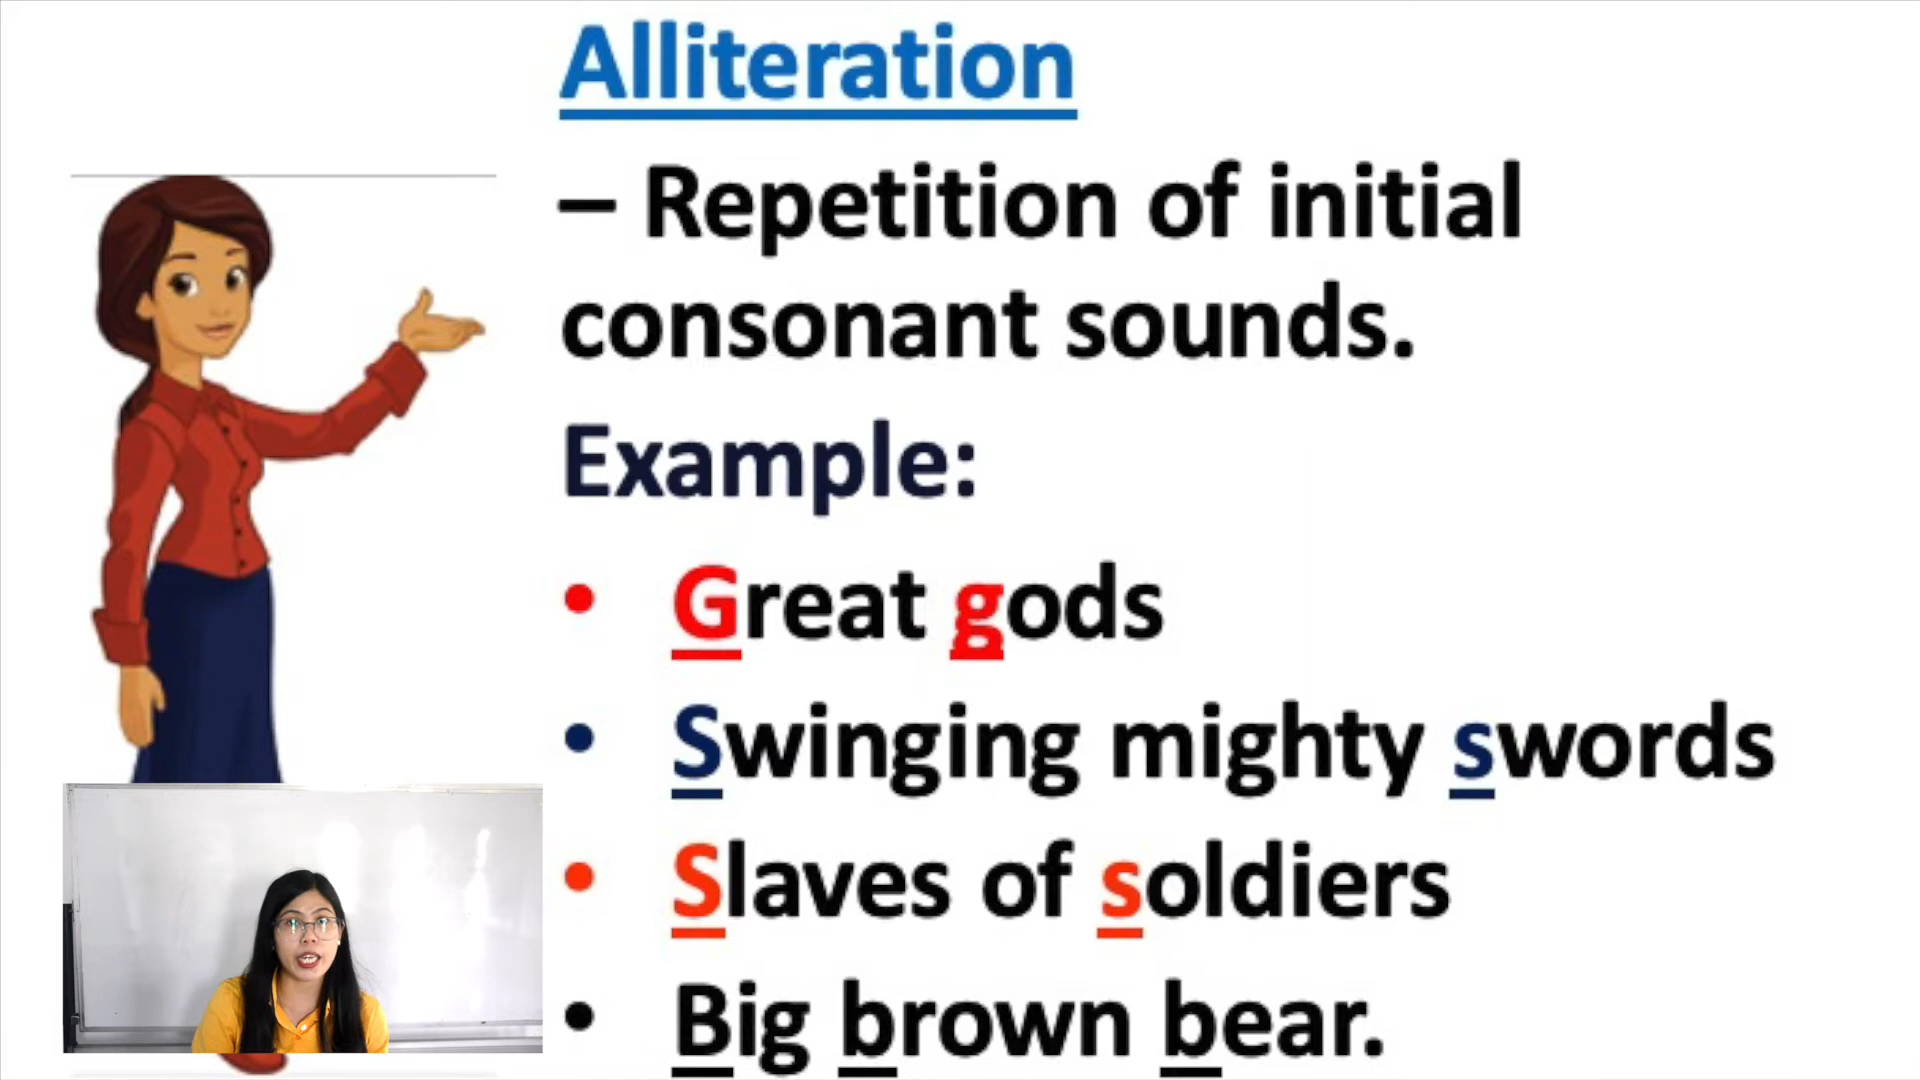 Alliteration
– Repetition of initial
consonant sounds.
Example:
• Great gods
• Swinging mighty swords
• Slaves of soldiers
• Big brown bear.